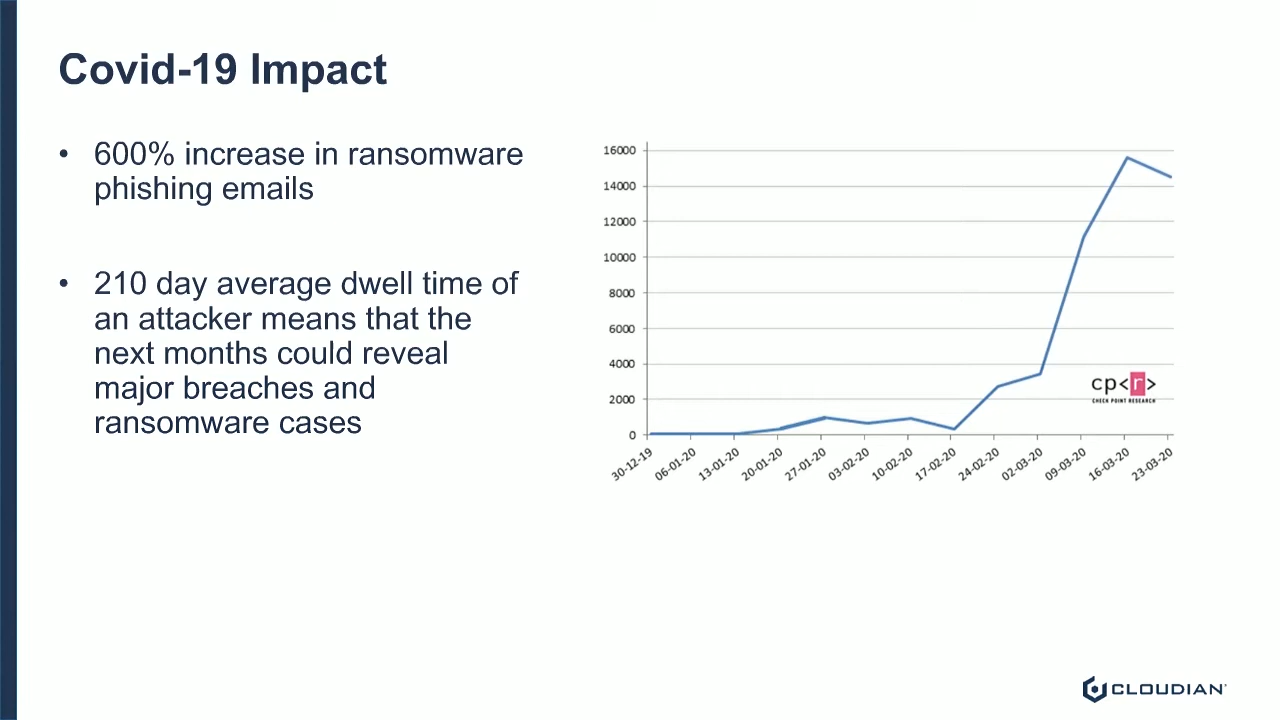 Covid-19 Impact
• 600% increase in ransomware
phishing emails
• 210 day average dwell time of
an attacker means that the
next months could reveal
major breaches and
ransomware cases
16000
14000
12000
10000
8000
6000
4000
2000
0
30-12-19
06-01-20
13-01-20
20-01-20
27-01-20
03-02-20
10-02-20
17-02-20
24-02-20
02-03-20
09-03-20
16-03-20
23-03-20
cp<r>
CHECK POINT RESEARCH
CLOUDIAN